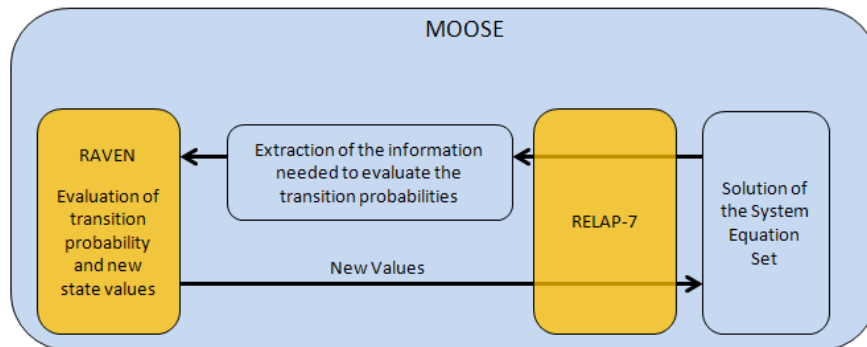 MOOSE
RAVEN
Evaluation of
transition
probability
and new
state values
Extraction of the information
needed to evaluate the
transition probabilities
New Values
RELAP-7
Solution of
the System
Equation
Set